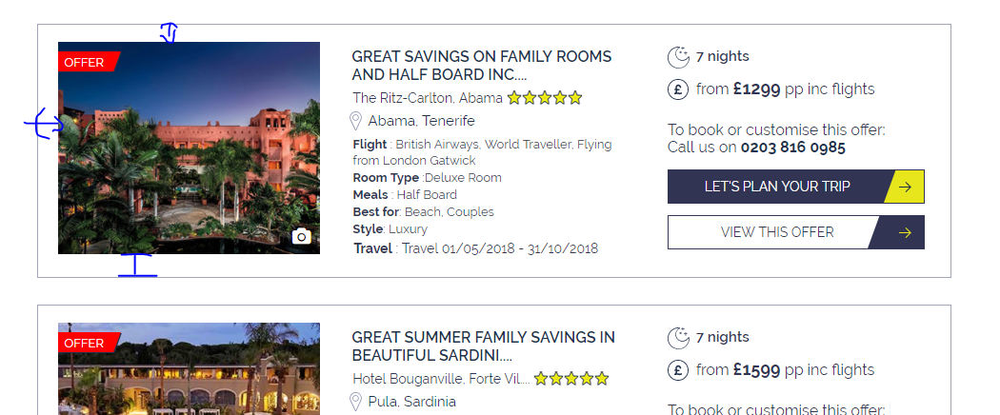 OFFER
GREAT SAVINGS ON FAMILY ROOMS
AND HALF BOARD INC....
The Ritz-Carlton, Abama
Abama, Tenerife
Flight : British Airways, World Traveller, Flying
from London Gatwick
Room Type :Deluxe Room
Meals : Half Board
Best for: Beach, Couples
Style: Luxury
Travel : Travel 01/05/2018 - 31/10/2018
7 nights
£ from £1299 pp inc flights
To book or customise this offer:
Call us on 0203 816 0985
LET'S PLAN YOUR TRIP
VIEW THIS OFFER
OFFER
GREAT SUMMER FAMILY SAVINGS IN
BEAUTIFUL SARDINI....
Hotel Bouganville, Forte Vil....
Pula, Sardinia
7 nights
£ from £1599 pp inc flights
To book or customise this offer: